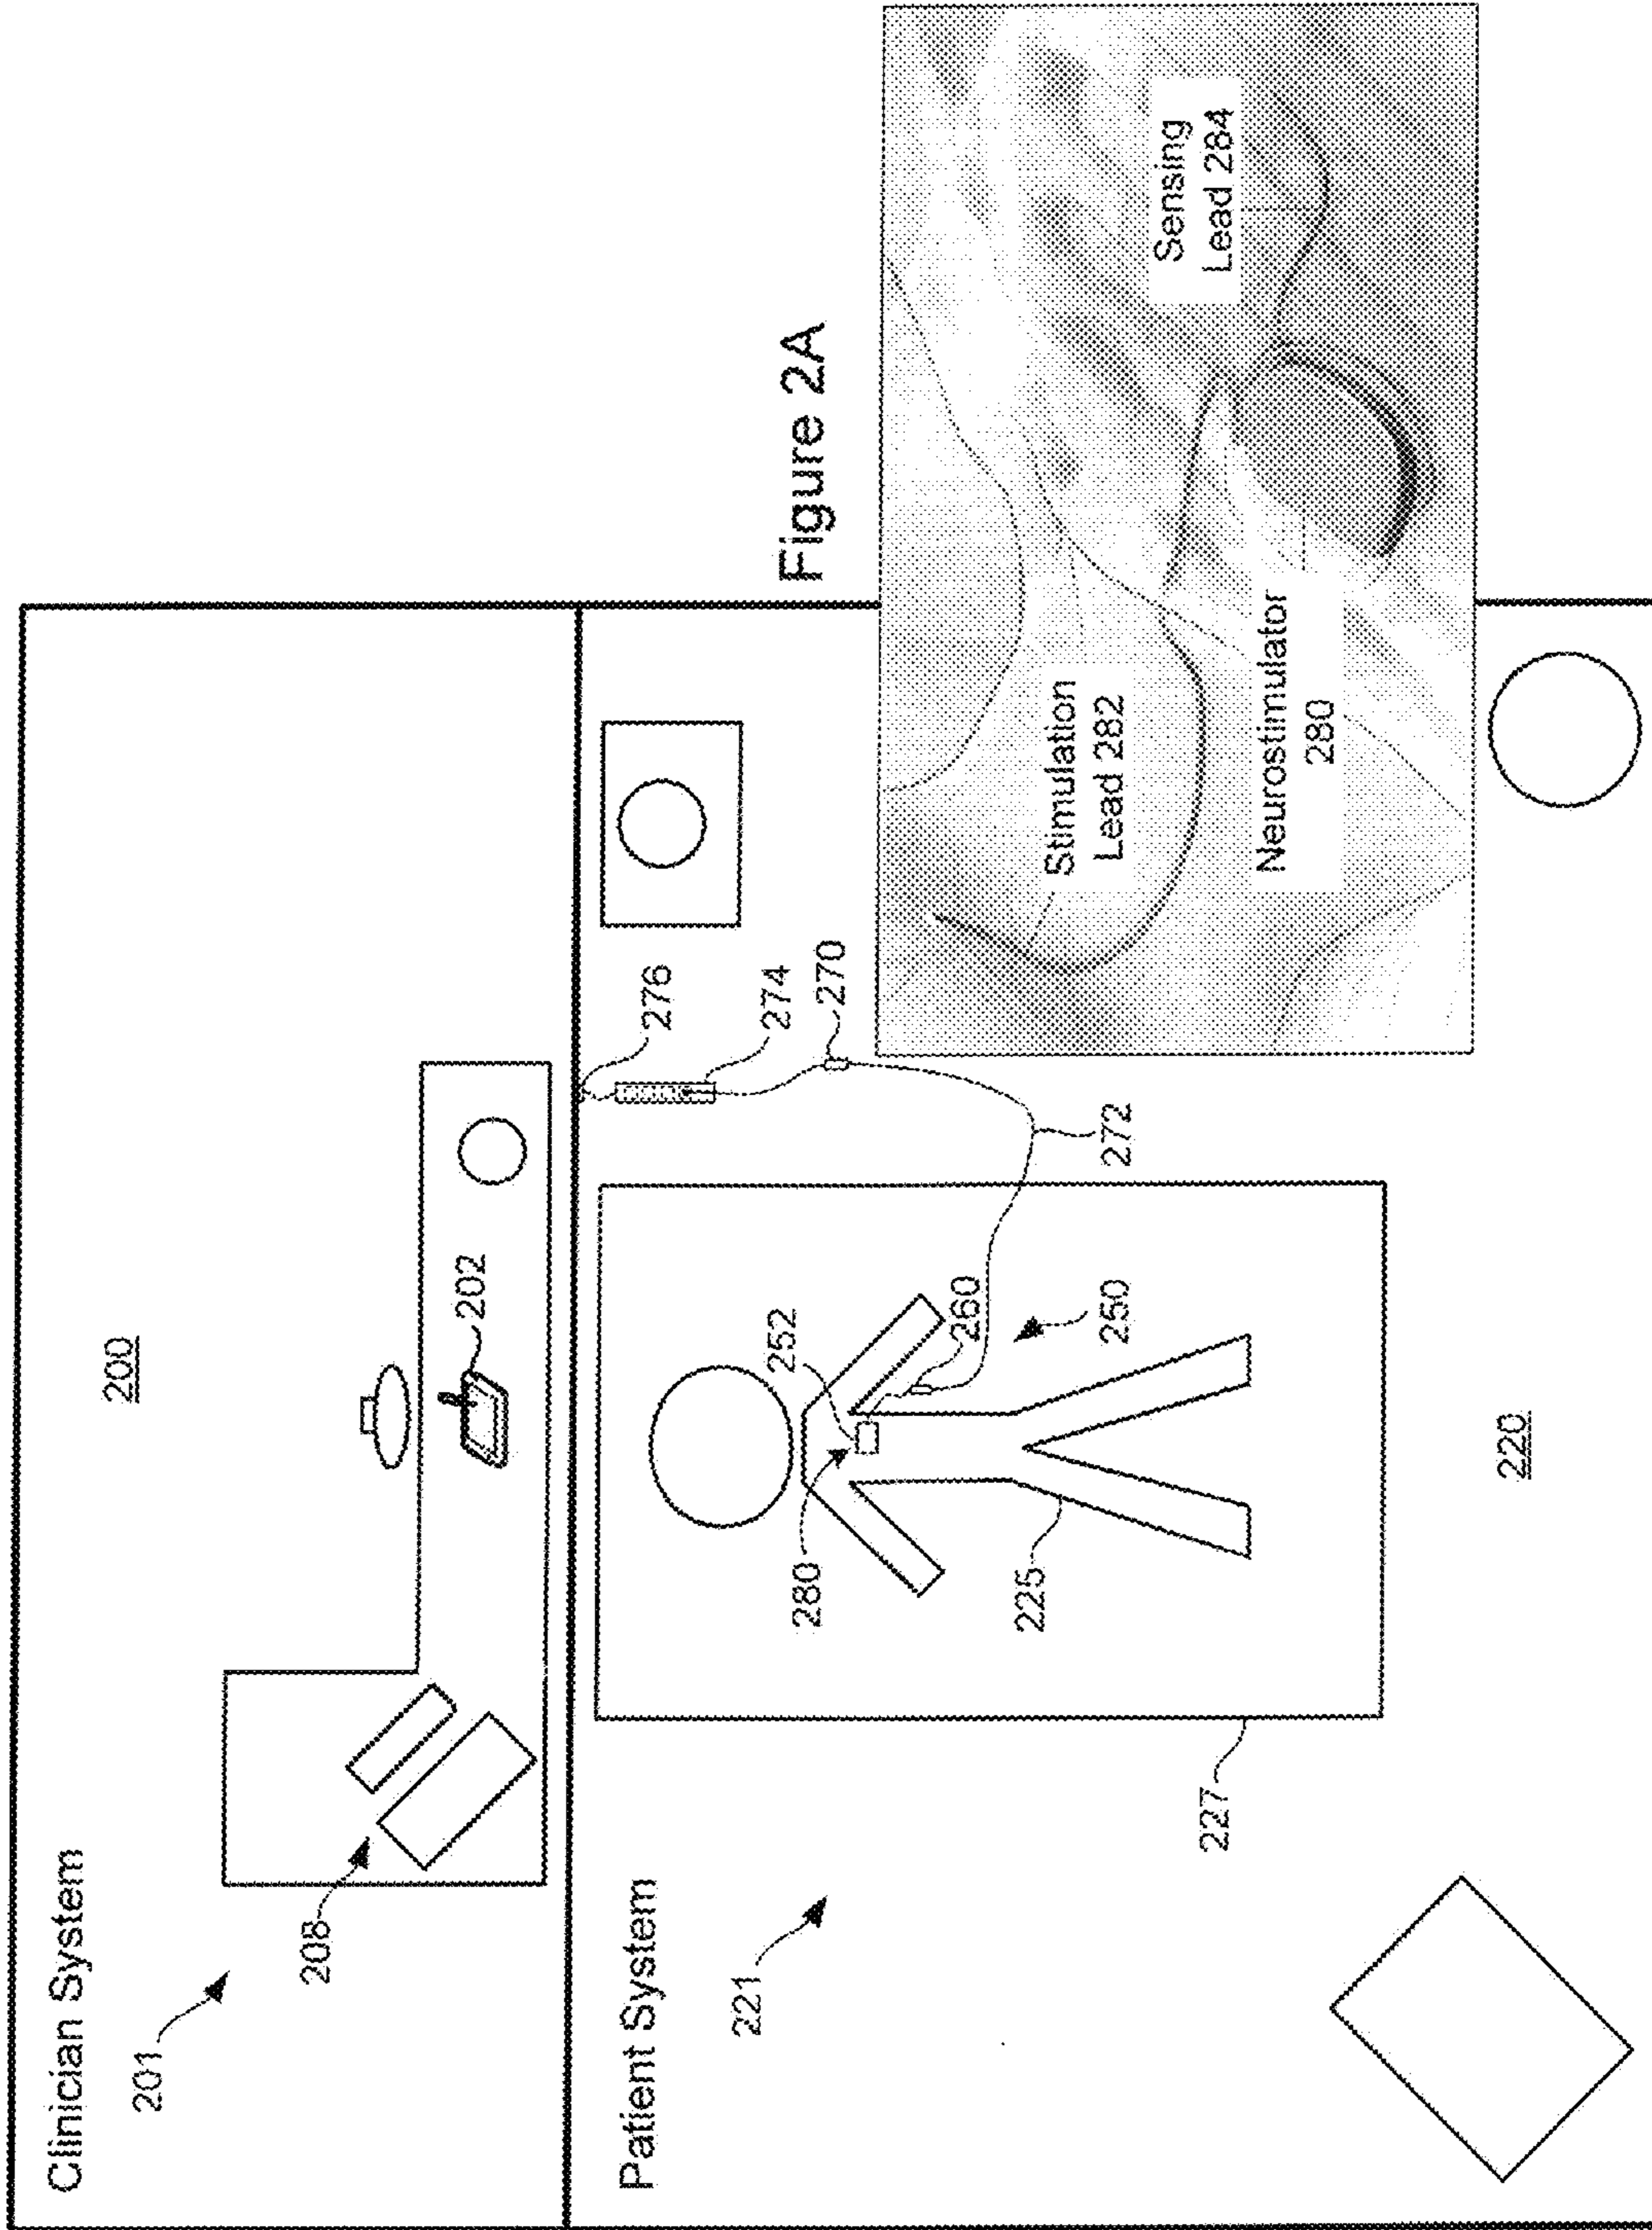 Clinician System
201
208
200
202
Patient System
221
227
225
280
252
260
250
272
276
274
270
220
Figure 2A
Stimulation
Lead 282
Neurostimulator
280
Sensing
Lead 284